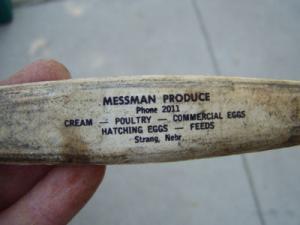 MESSMAN PRODUCE
Phone 2011
CREAM — POULTRY — COMMERCIAL EGGS
HATCHING EGGS — FEEDS
Strang, Nebr.